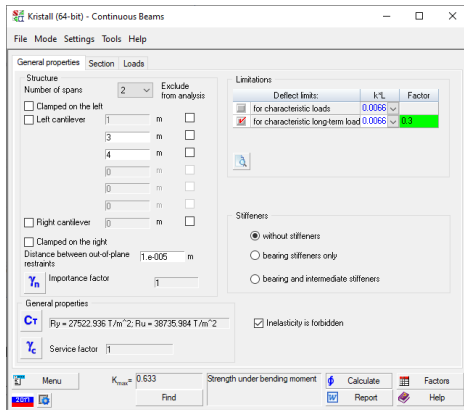 Kristall (64-bit) - Continuous Beams
File Mode Settings Tools Help
General properties Section Loads
Structure
Number of spans 2 Exclude from analysis
Clamped on the left
Left cantilever 1 m
3 m
4 m
0 m
0 m
0 m
Right cantilever 0 m
Clamped on the right
Distance between out-of-plane restraints 1.e-005 m
γn Importance factor 1
General properties
Cт Ry = 27522.936 T/m^2; Ru = 38735.984 T/m^2
γc Service factor 1
Limitations
Deflect limits: k*L Factor
for characteristic loads 0.0066
for characteristic long-term load 0.0066 0.3
Stiffeners
without stiffeners
bearing stiffeners only
bearing and intermediate stiffeners
Inelasticity is forbidden
Menu Kmax= 0.633 Strength under bending moment Calculate Factors
Find Report Help